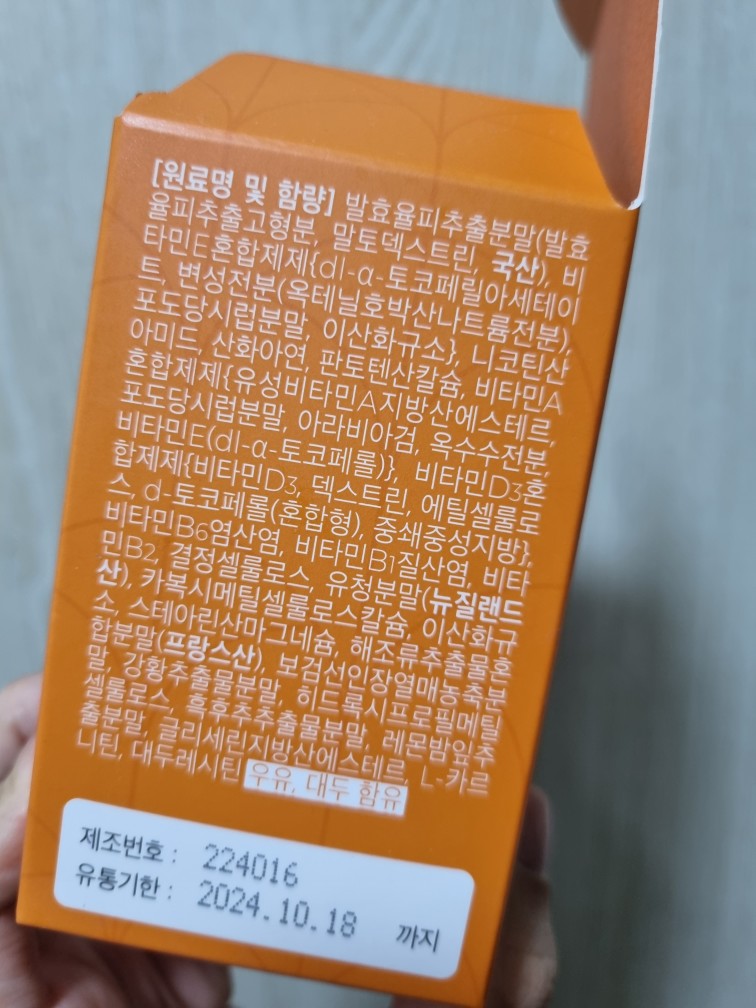 [원료명 및 함량] 발효율피추출분말(발효
율피추출고형분, 말토덱스트린, 국산), 비
타민E혼합제제{dl-α-토코페릴아세테이
트, 변성전분(옥테닐호박산나트륨전분),
포도당시럽분말, 이산화규소}, 니코틴산
아미드, 산화아연, 판토텐산칼슘, 비타민A
혼합제제{유성비타민A지방산에스테르,
포도당시럽분말, 아라비아검, 옥수수전분,
비타민E(dl-α-토코페롤)}, 비타민D3혼
합제제{비타민D3, 덱스트린, 에틸셀룰로
스, d-토코페롤(혼합형), 중쇄중성지방},
비타민B6염산염, 비타민B1질산염, 비타
민B2, 결정셀룰로스, 유청분말(뉴질랜드
산), 카복시메틸셀룰로스칼슘, 이산화규
소, 스테아린산마그네슘, 해조류추출물혼
합분말(프랑스산), 보검선인장열매농축분
말, 강황추출물분말, 히드록시프로필메틸
셀룰로스, 흑후추추출물분말, 레몬밤잎추
출분말, 글리세린지방산에스테르, L-카르
니틴, 대두레시틴 우유, 대두 함유
제조번호 : 224016
유통기한 : 2024.10.18 까지